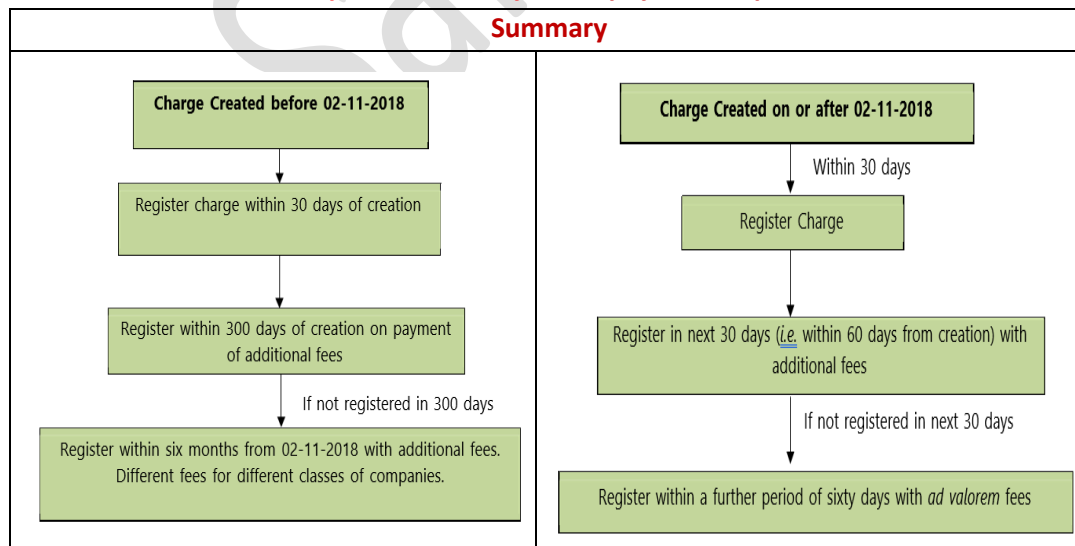 Summary
Charge Created before 02-11-2018
Register charge within 30 days of creation
Register within 300 days of creation on payment
of additional fees
If not registered in 300 days
Register within six months from 02-11-2018 with additional fees.
Different fees for different classes of companies.
Charge Created on or after 02-11-2018
Within 30 days
Register Charge
Register in next 30 days (i.e. within 60 days from creation) with
additional fees
If not registered in next 30 days
Register within a further period of sixty days with ad valorem fees